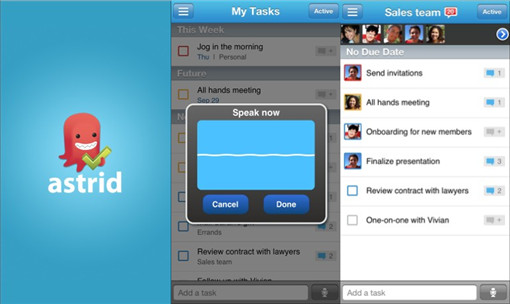 astrid
My Tasks
Active
This Week
Jog in the morning
Thu | Personal
Future
All hands meeting
Sep 29
Speak now
Cancel
Done
Errands
Review contract with lawyers
Sales team
2
Add a task
Sales team
Active
No Due Date
Send invitations
1
All hands meeting
1
Onboarding for new members
Finalize presentation
3
Review contract with lawyers
2
One-on-one with Vivian
Add a task